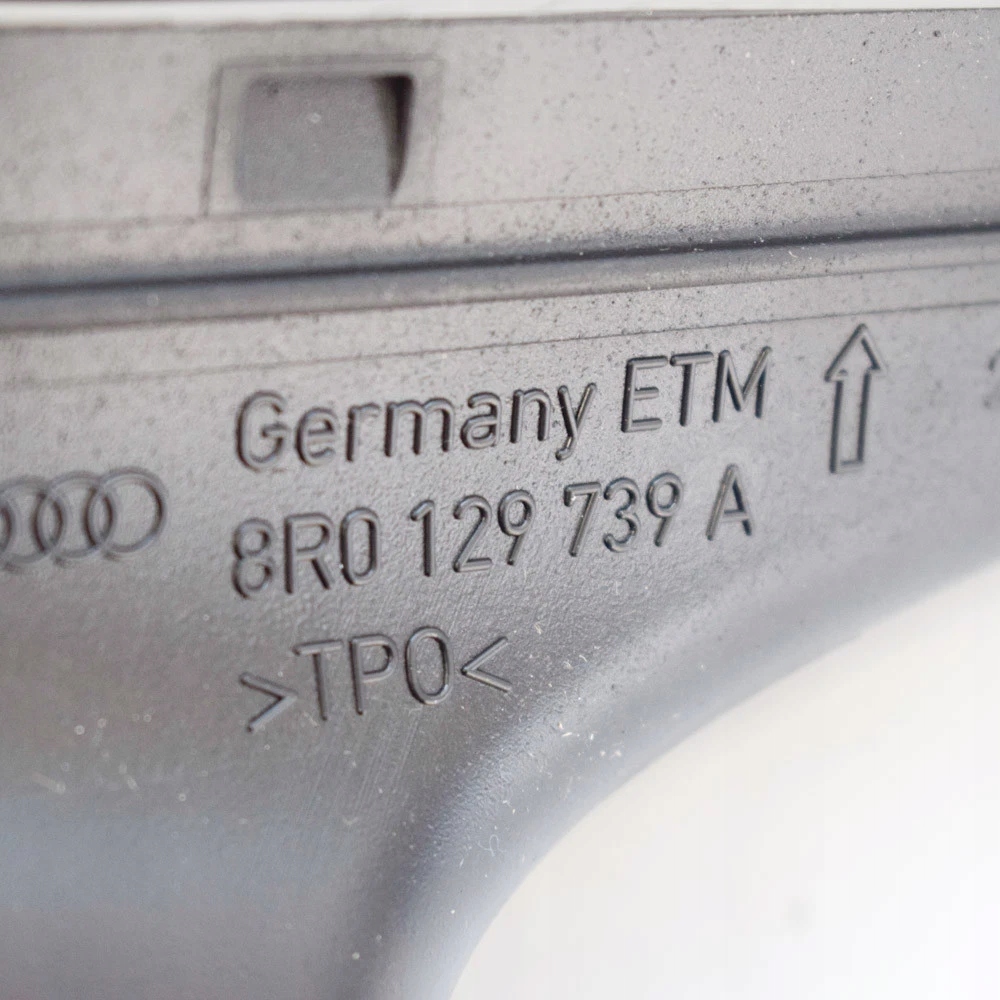 Germany ETM
8R0 129 739 A
>TPO<